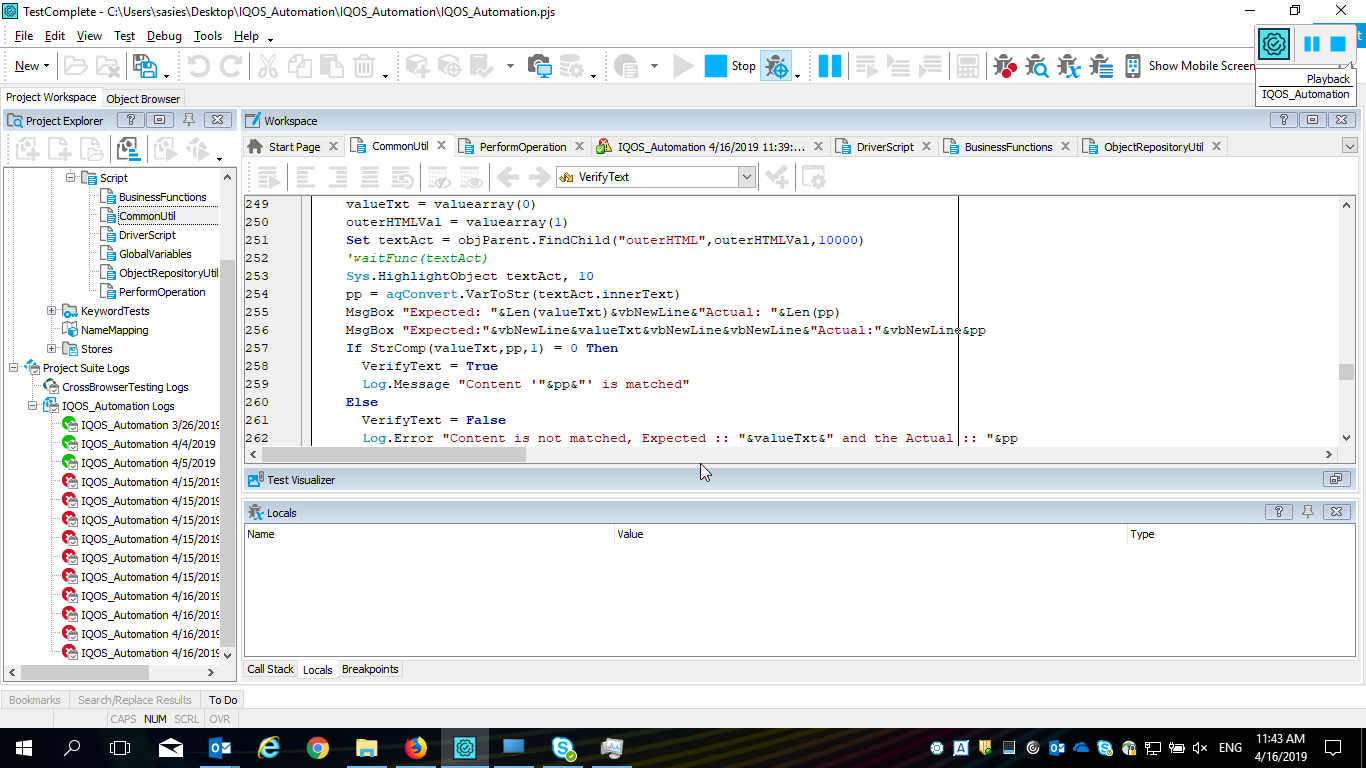 TestComplete - C:\Users\sasies\Desktop\IQOS_Automation\IQOS_Automation\IQOS_Automation.pjs
File Edit View Test Debug Tools Help
New Stop Show Mobile Screen
Playback
IQOS_Automation
Project Workspace Object Browser
Project Explorer
Workspace
Start Page CommonUtil PerformOperation IQOS_Automation 4/16/2019 11:39:... DriverScript BusinessFunctions ObjectRepositoryUtil
VerifyText
Script
BusinessFunctions
CommonUtil
DriverScript
GlobalVariables
ObjectRepositoryUtil
PerformOperation
KeywordTests
NameMapping
Stores
Project Suite Logs
CrossBrowserTesting Logs
IQOS_Automation Logs
IQOS_Automation 3/26/2019
IQOS_Automation 4/4/2019
IQOS_Automation 4/5/2019
IQOS_Automation 4/15/2019
IQOS_Automation 4/15/2019
IQOS_Automation 4/15/2019
IQOS_Automation 4/15/2019
IQOS_Automation 4/15/2019
IQOS_Automation 4/15/2019
IQOS_Automation 4/16/2019
IQOS_Automation 4/16/2019
IQOS_Automation 4/16/2019
IQOS_Automation 4/16/2019
249 valueTxt = valuearray(0)
250 outerHTMLVal = valuearray(1)
251 Set textAct = objParent.FindChild("outerHTML",outerHTMLVal,10000)
252 'waitFunc(textAct)
253 Sys.HighlightObject textAct, 10
254 pp = aqConvert.VarToStr(textAct.innerText)
255 MsgBox "Expected: "&Len(valueTxt)&vbNewLine&"Actual: "&Len(pp)
256 MsgBox "Expected:"&vbNewLine&valueTxt&vbNewLine&vbNewLine&"Actual:"&vbNewLine&pp
257 If StrComp(valueTxt,pp,1) = 0 Then
258 VerifyText = True
259 Log.Message "Content '"&pp&"' is matched"
260 Else
261 VerifyText = False
262 Log.Error "Content is not matched, Expected :: "&valueTxt&" and the Actual :: "&pp
Test Visualizer
Locals
Name Value Type
Call Stack Locals Breakpoints
Bookmarks Search/Replace Results To Do
CAPS NUM SCRL OVR
ENG
11:43 AM
4/16/2019